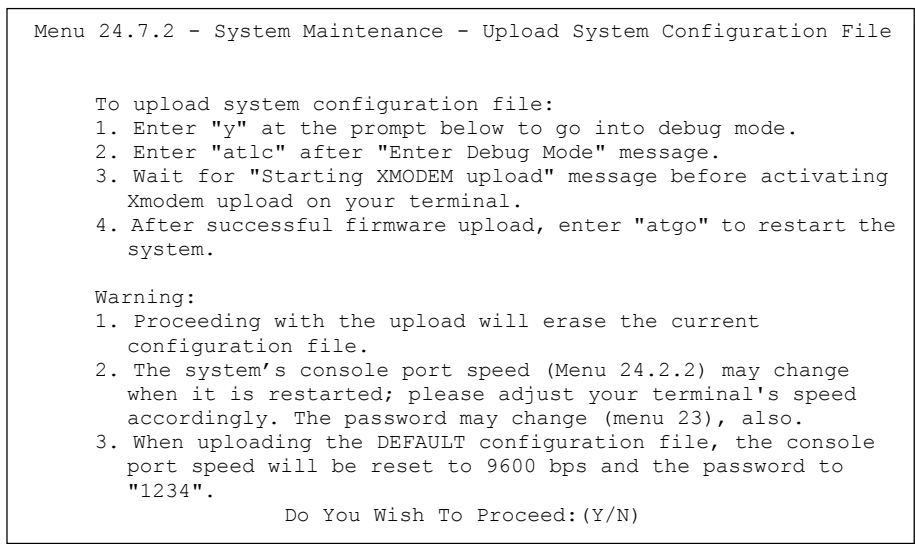 Menu 24.7.2 - System Maintenance - Upload System Configuration File
To upload system configuration file:
1. Enter "y" at the prompt below to go into debug mode.
2. Enter "atlc" after "Enter Debug Mode" message.
3. Wait for "Starting XMODEM upload" message before activating
Xmodem upload on your terminal.
4. After successful firmware upload, enter "atgo" to restart the
system.
Warning:
1. Proceeding with the upload will erase the current
configuration file.
2. The system’s console port speed (Menu 24.2.2) may change
when it is restarted; please adjust your terminal's speed
accordingly. The password may change (menu 23), also.
3. When uploading the DEFAULT configuration file, the console
port speed will be reset to 9600 bps and the password to
"1234".
Do You Wish To Proceed:(Y/N)